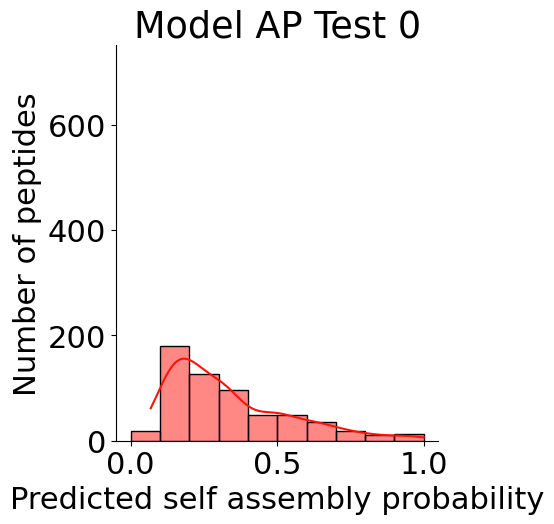 Model AP Test 0
Number of peptides
600
400
200
0
0.0 0.5 1.0
Predicted self assembly probability